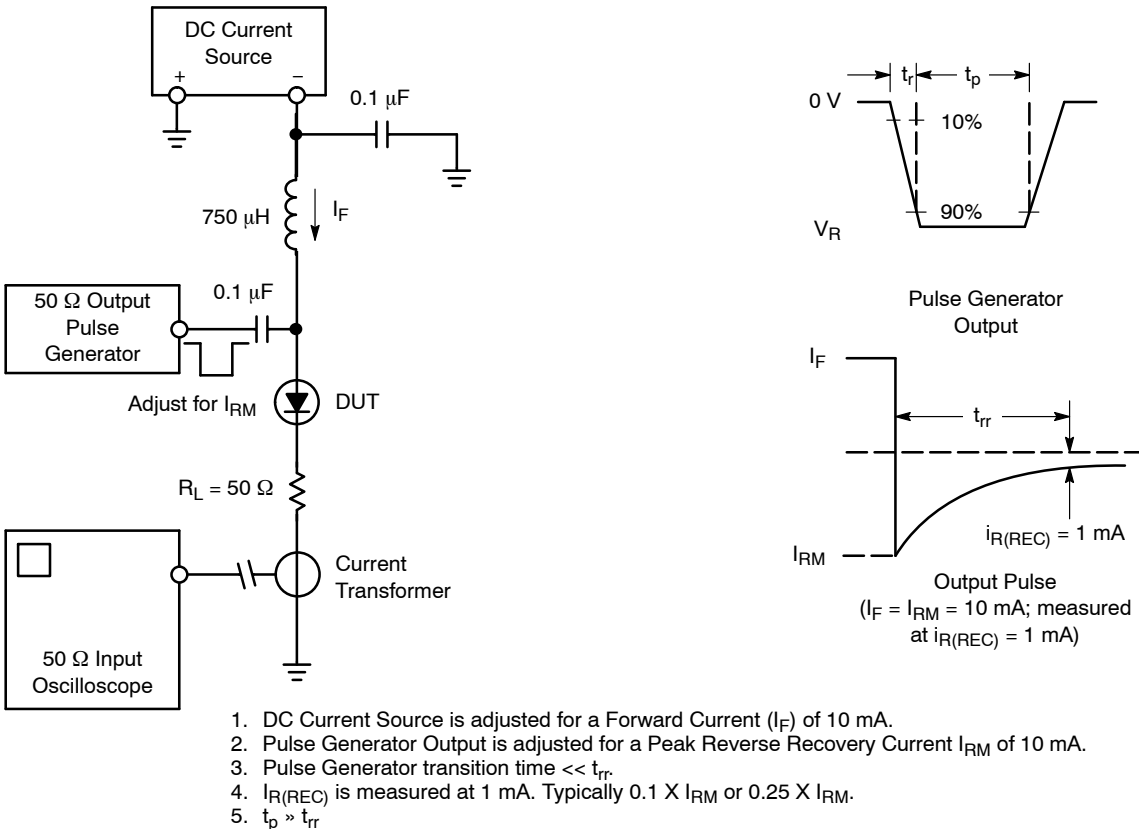 DC Current
Source
+
−
0.1 μF
750 μH
I_F
50 Ω Output
Pulse
Generator
0.1 μF
Adjust for I_RM
DUT
R_L = 50 Ω
Current
Transformer
50 Ω Input
Oscilloscope
t_r
t_p
0 V
10%
90%
V_R
Pulse Generator
Output
I_F
t_rr
i_R(REC) = 1 mA
I_RM
Output Pulse
(I_F = I_RM = 10 mA; measured
at i_R(REC) = 1 mA)
1. DC Current Source is adjusted for a Forward Current (I_F) of 10 mA.
2. Pulse Generator Output is adjusted for a Peak Reverse Recovery Current I_RM of 10 mA.
3. Pulse Generator transition time << t_rr.
4. I_R(REC) is measured at 1 mA. Typically 0.1 X I_RM or 0.25 X I_RM.
5. t_p » t_rr